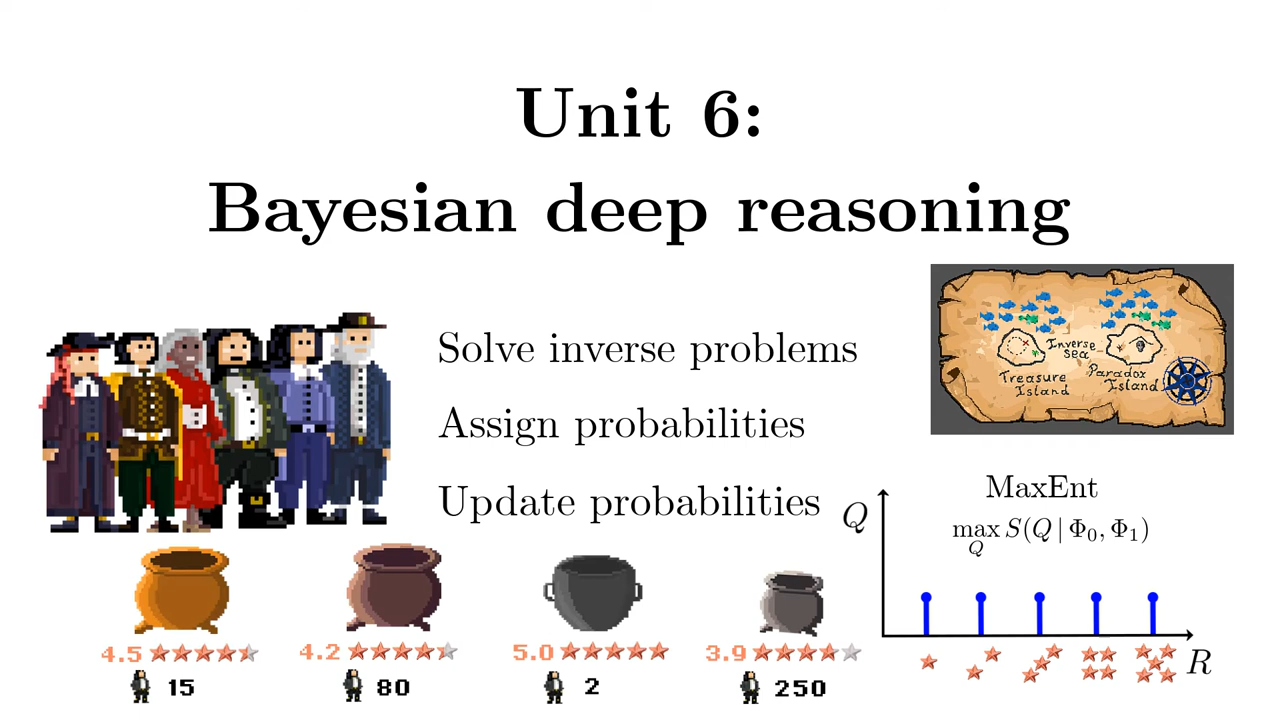 Unit 6:
Bayesian deep reasoning
Solve inverse problems
Assign probabilities
Update probabilities
Inverse
sea
Treasure
Island
Paradox
Island
MaxEnt
max S(Q | Φ₀, Φ₁)
Q
Q
R
4.5
15
4.2
80
5.0
2
3.9
250